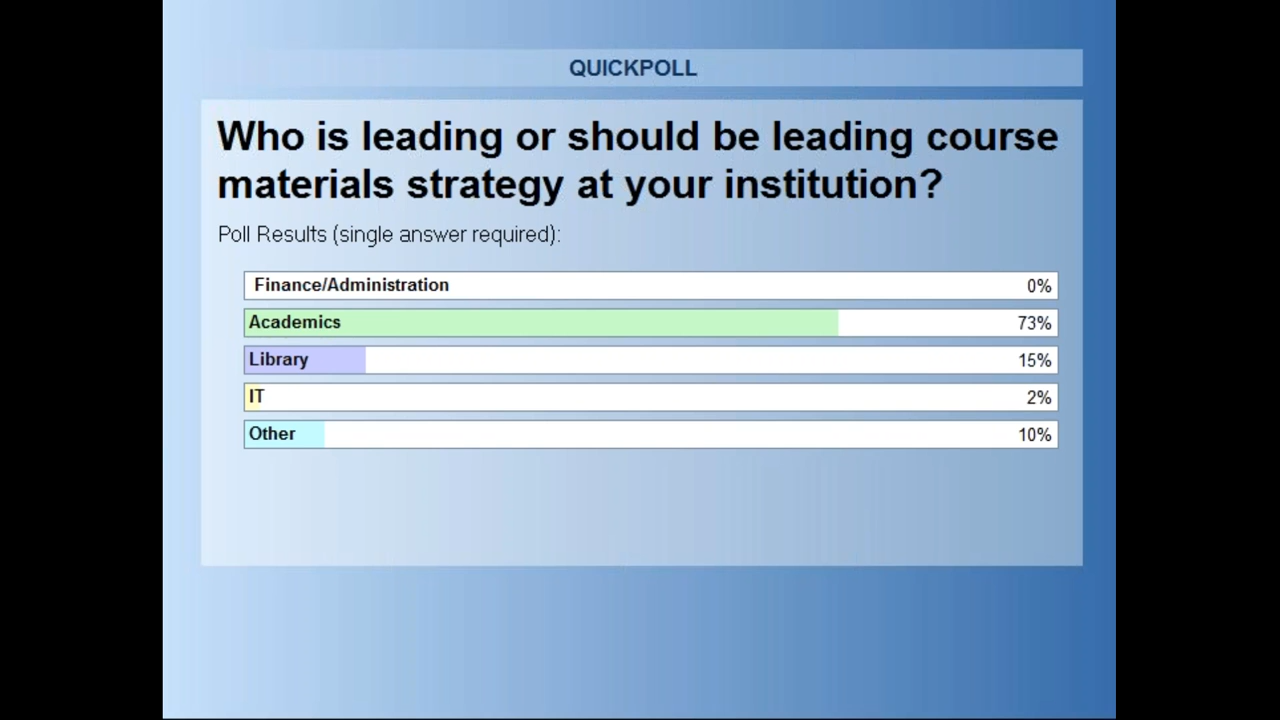 QUICKPOLL
Who is leading or should be leading course
materials strategy at your institution?
Poll Results (single answer required):
Finance/Administration 0%
Academics 73%
Library 15%
IT 2%
Other 10%